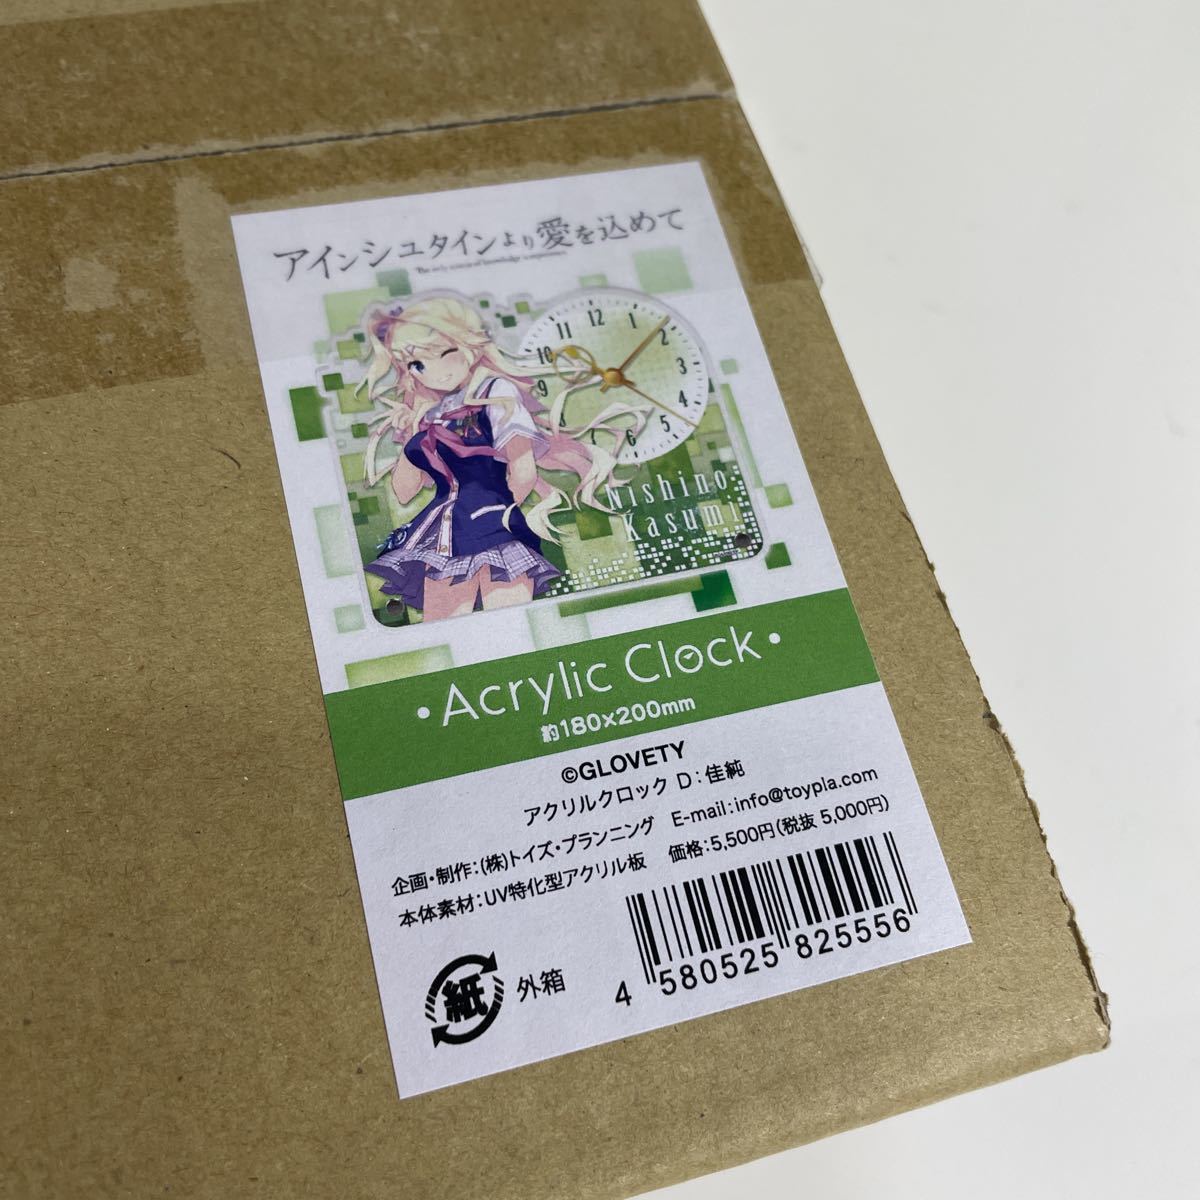 アインシュタインより愛を込めて
12
1
2
3
4
5
7
8
9
10
11
Nishino
Kasumi
・Acrylic Clock・
約180×200mm
©GLOVETY
アクリルクロック D：佳純
企画・制作：(株)トイズ・プランニング E-mail：info@toypla.com
本体素材：UV特化型アクリル板 価格：5,500円(税抜 5,000円)
紙 外箱
4 580525 825556